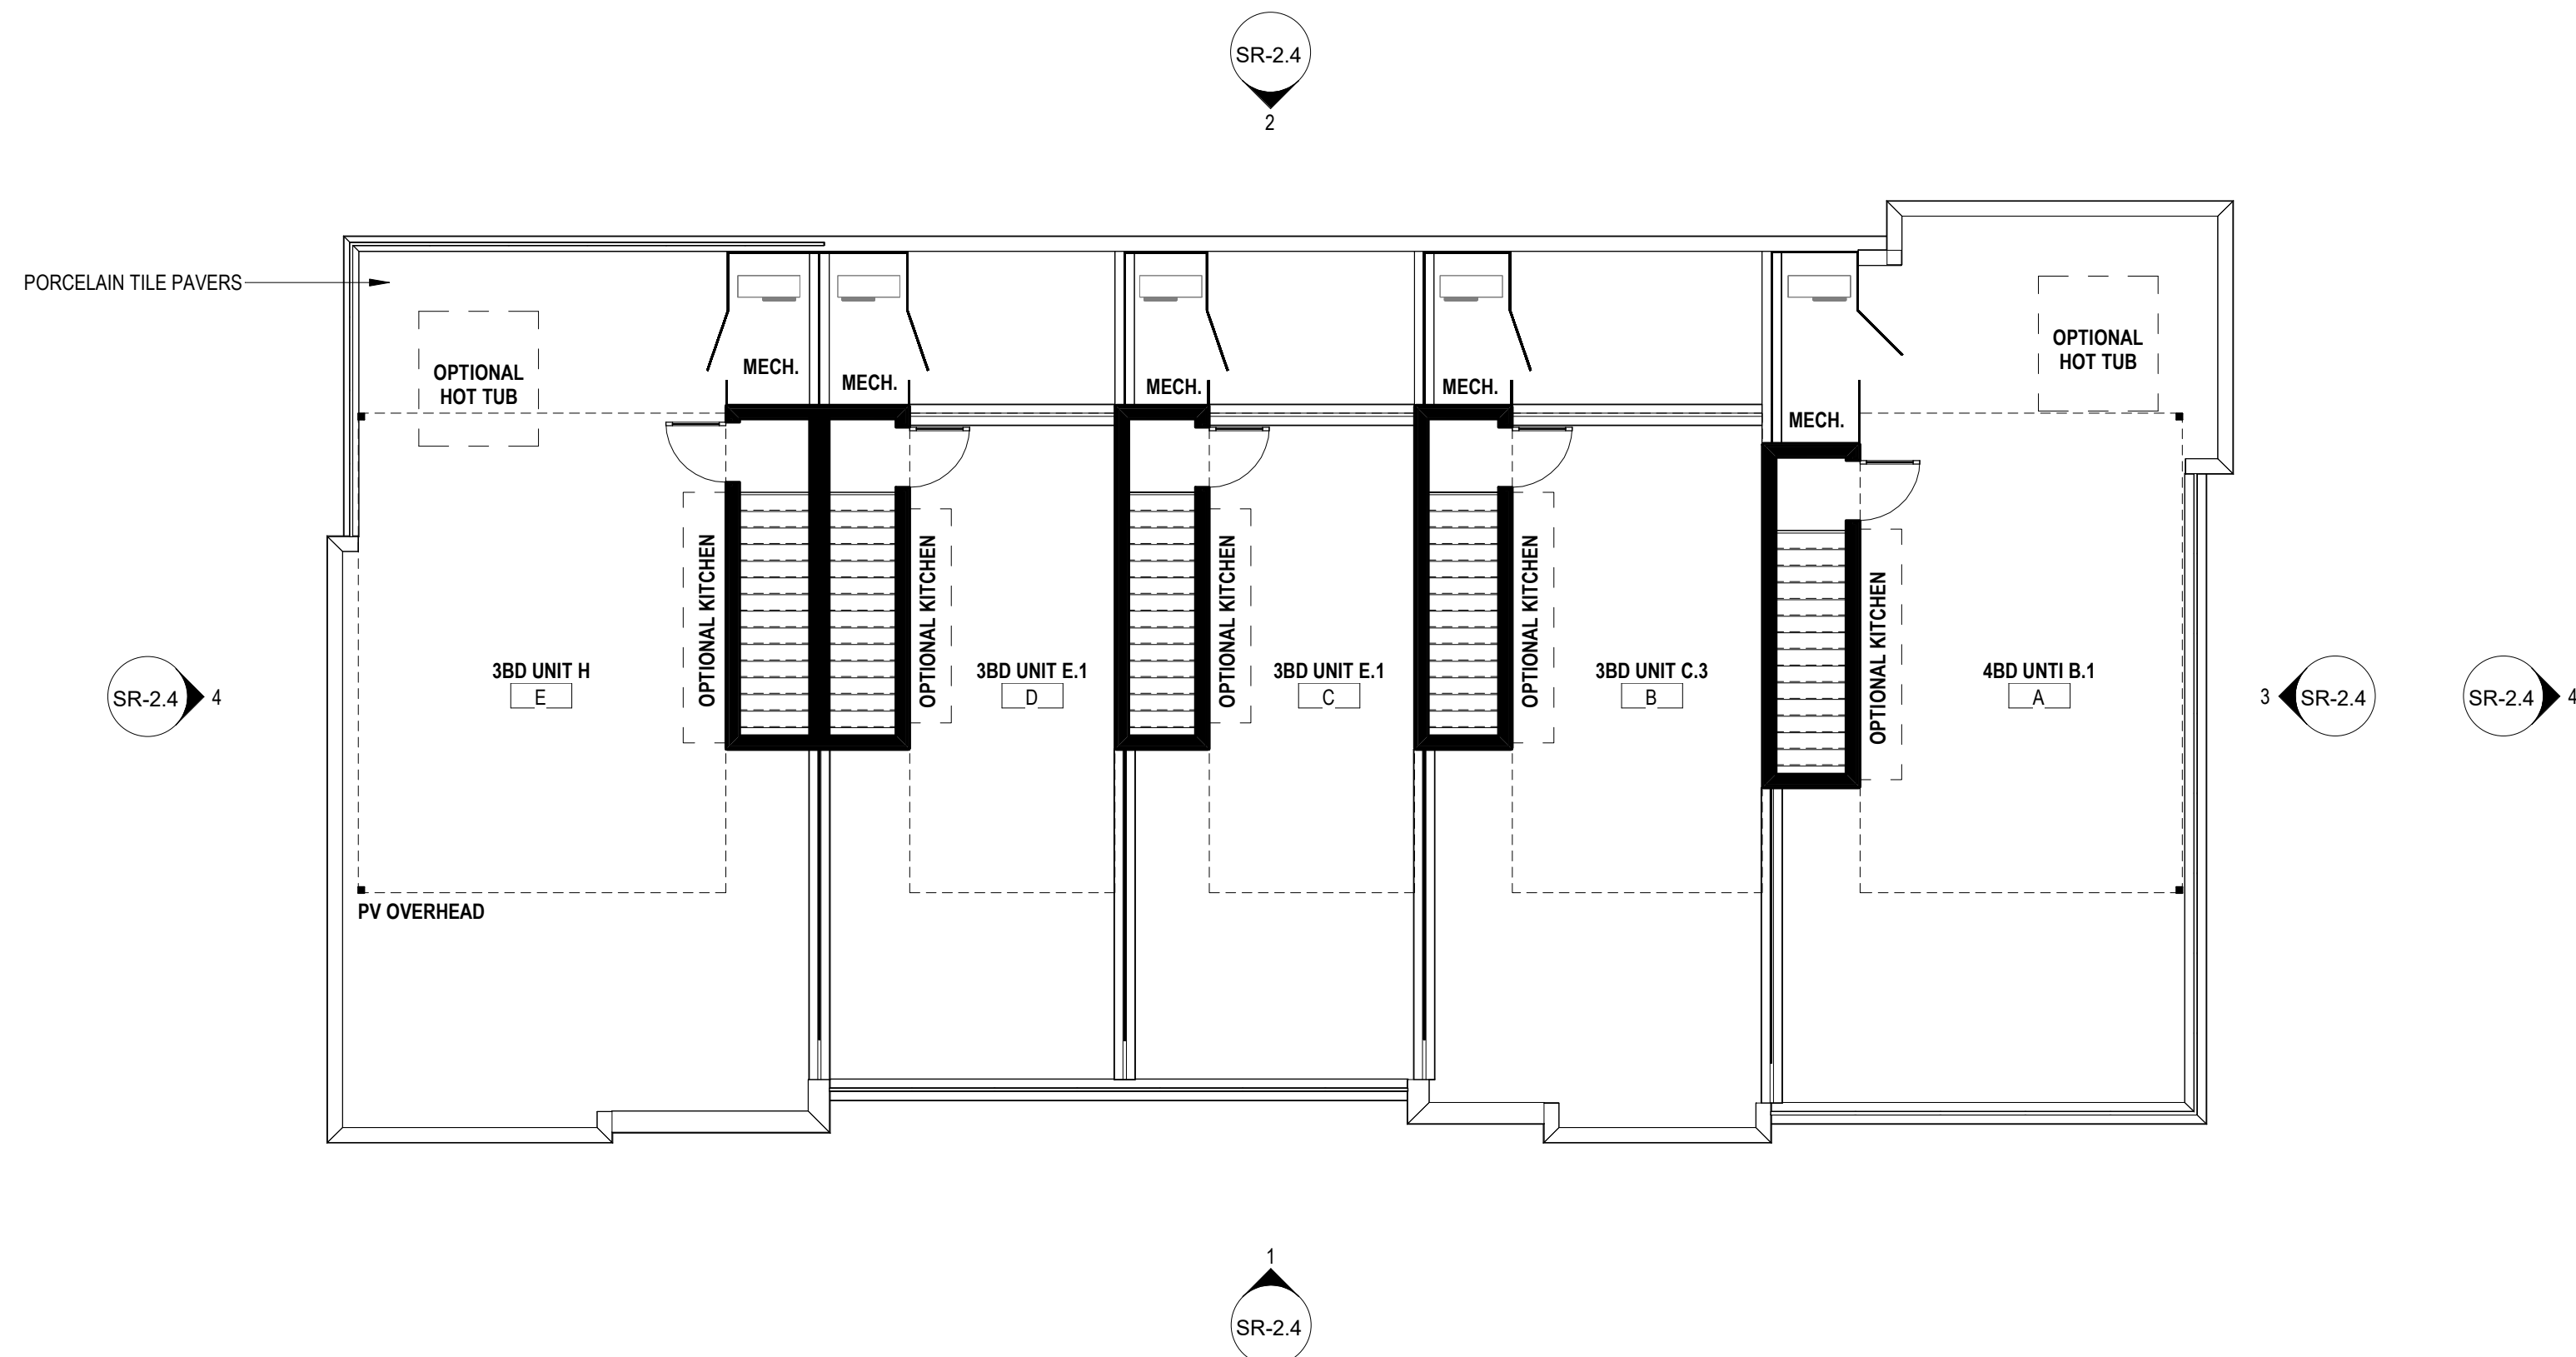 SR-2.4
2
PORCELAIN TILE PAVERS
OPTIONAL
HOT TUB
MECH.
MECH.
MECH.
MECH.
MECH.
OPTIONAL
HOT TUB
OPTIONAL KITCHEN
OPTIONAL KITCHEN
OPTIONAL KITCHEN
OPTIONAL KITCHEN
OPTIONAL KITCHEN
3BD UNIT H
E
3BD UNIT E.1
D
3BD UNIT E.1
C
3BD UNIT C.3
B
4BD UNTI B.1
A
SR-2.4
4
3
SR-2.4
SR-2.4
4
PV OVERHEAD
1
SR-2.4